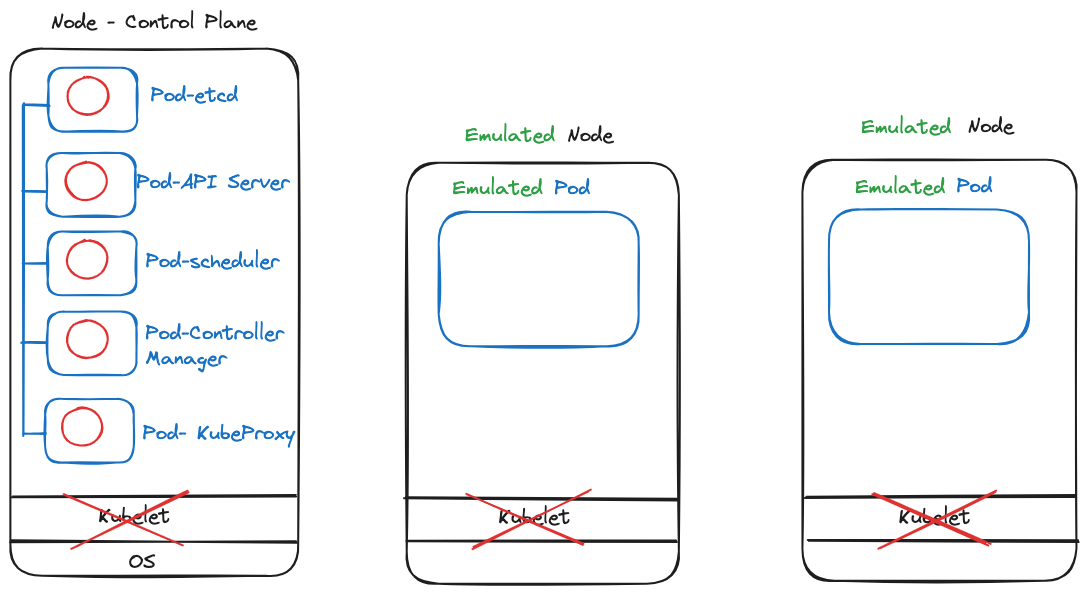 Node - Control Plane
Pod-etcd
Pod-API Server
Pod-scheduler
Pod-Controller
Manager
Pod- KubeProxy
Kubelet
OS
Emulated Node
Emulated Pod
Kubelet
Emulated Node
Emulated Pod
Kubelet